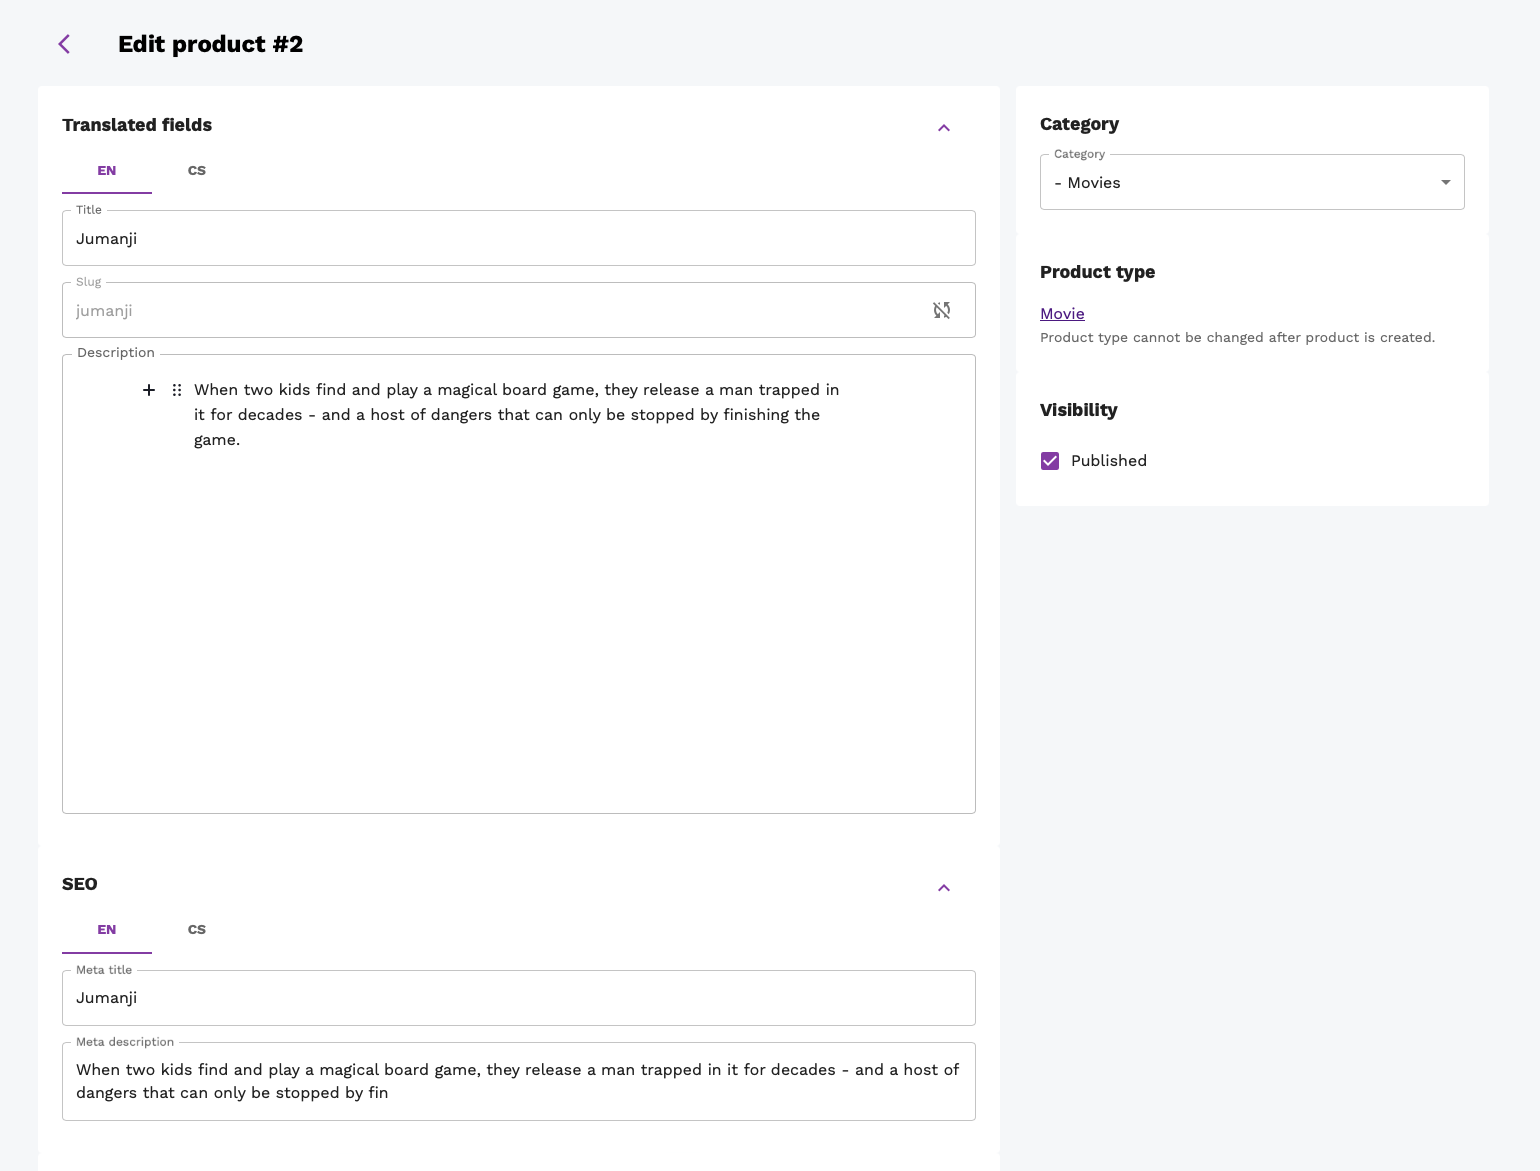 Edit product #2
Translated fields
EN
CS
Title
Jumanji
Slug
jumanji
Description
When two kids find and play a magical board game, they release a man trapped in
it for decades - and a host of dangers that can only be stopped by finishing the
game.
SEO
EN
CS
Meta title
Jumanji
Meta description
When two kids find and play a magical board game, they release a man trapped in it for decades - and a host of
dangers that can only be stopped by fin
Category
Category
- Movies
Product type
Movie
Product type cannot be changed after product is created.
Visibility
Published